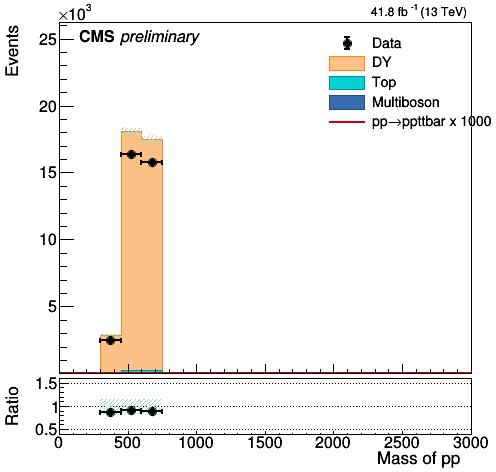 ×10³
41.8 fb⁻¹ (13 TeV)
CMS preliminary
Events
25
20
15
10
5
Data
DY
Top
Multiboson
pp→ppttbar x 1000
Ratio
1.5
1
0.5
0 500 1000 1500 2000 2500 3000
Mass of pp